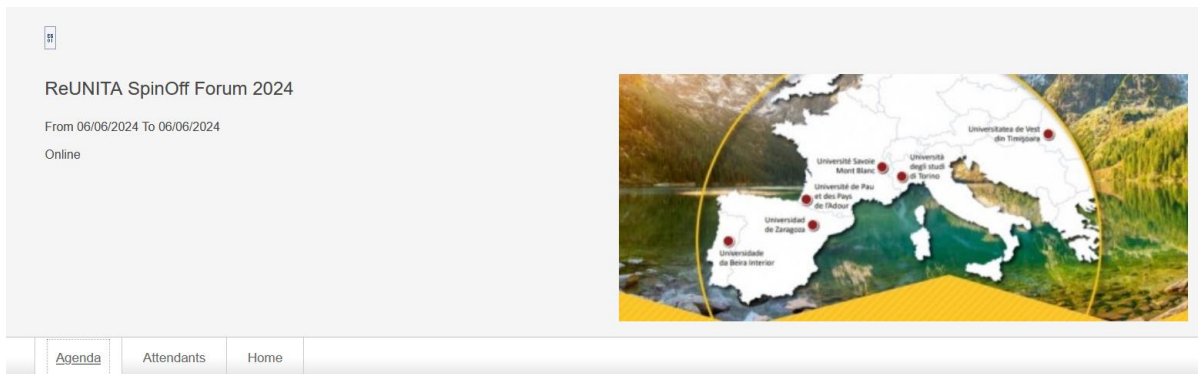 ReUNITA SpinOff Forum 2024
From 06/06/2024 To 06/06/2024
Online
Universitatea de Vest
din Timișoara
Université Savoie
Mont Blanc
Università
degli studi
di Torino
Université de Pau
et des Pays
de l'Adour
Universidad
de Zaragoza
Universidade
da Beira Interior
Agenda
Attendants
Home